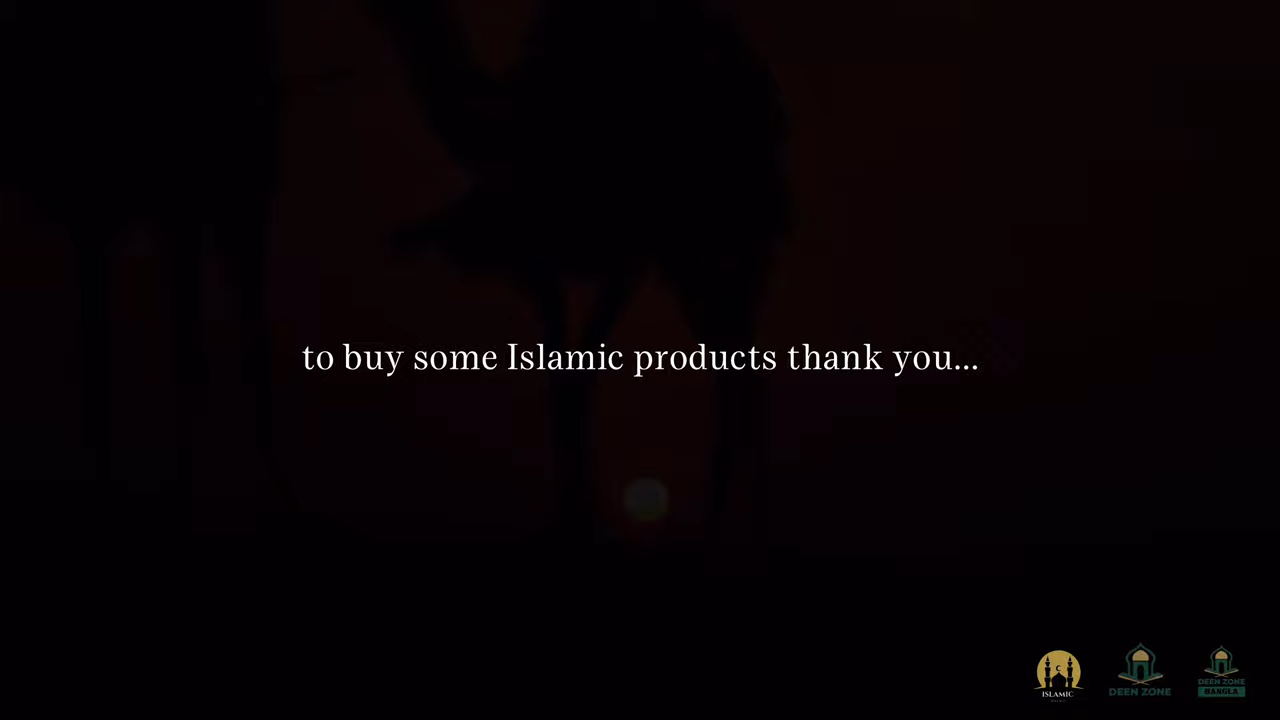 to buy some Islamic products thank you...
ISLAMIC
DEEN ZONE
DEEN ZONE
BANGLA